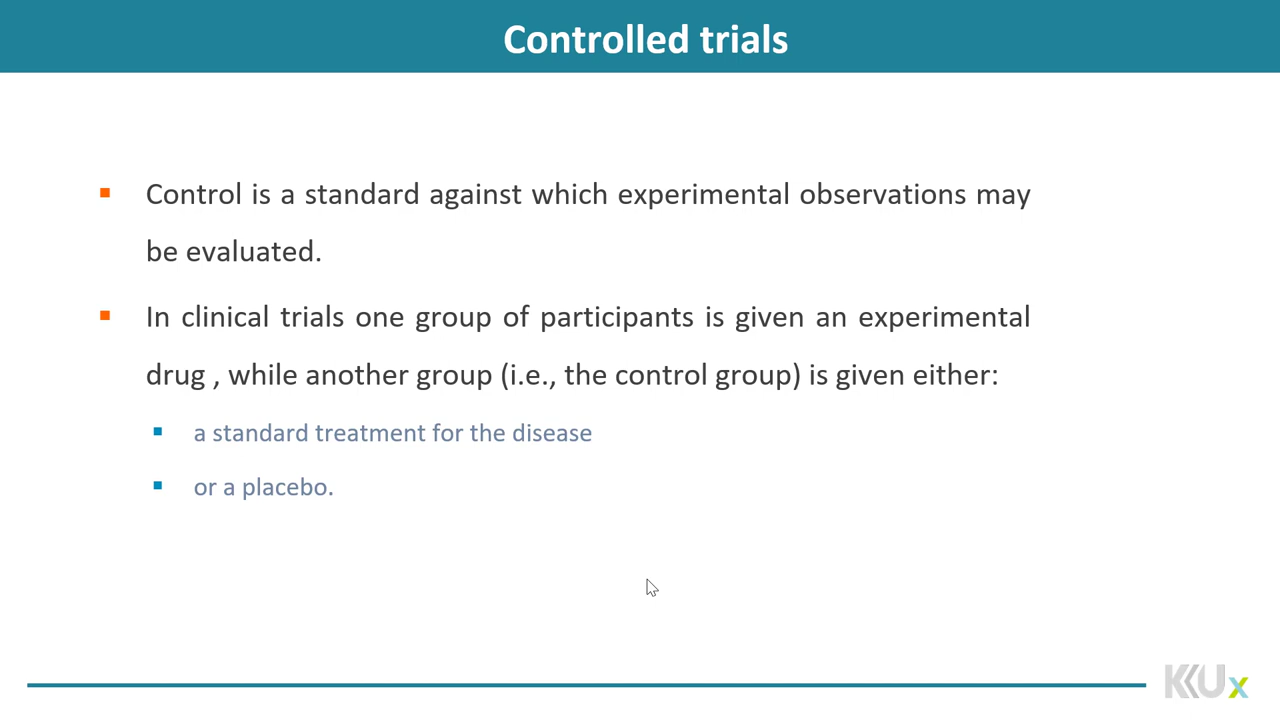 Controlled trials
Control is a standard against which experimental observations may
be evaluated.
In clinical trials one group of participants is given an experimental
drug , while another group (i.e., the control group) is given either:
a standard treatment for the disease
or a placebo.
KKUx